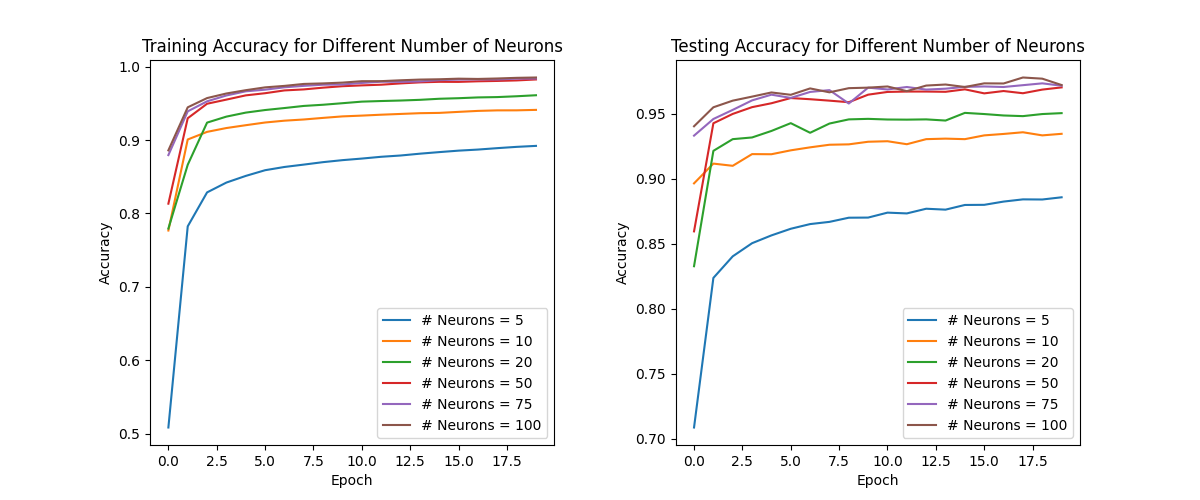 Training Accuracy for Different Number of Neurons
1.0
0.9
0.8
0.7
0.6
0.5
Accuracy
0.0 2.5 5.0 7.5 10.0 12.5 15.0 17.5
Epoch
# Neurons = 5
# Neurons = 10
# Neurons = 20
# Neurons = 50
# Neurons = 75
# Neurons = 100
Testing Accuracy for Different Number of Neurons
0.95
0.90
0.85
0.80
0.75
0.70
Accuracy
0.0 2.5 5.0 7.5 10.0 12.5 15.0 17.5
Epoch
# Neurons = 5
# Neurons = 10
# Neurons = 20
# Neurons = 50
# Neurons = 75
# Neurons = 100